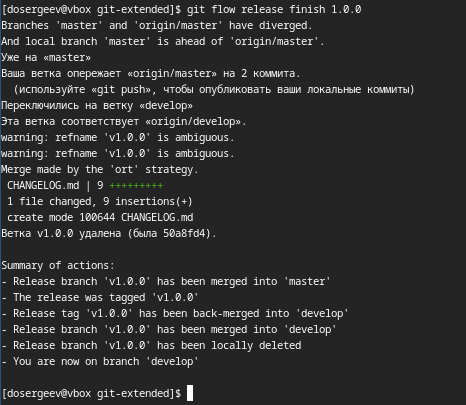 [dosergeev@vbox git-extended]$ git flow release finish 1.0.0
Branches 'master' and 'origin/master' have diverged.
And local branch 'master' is ahead of 'origin/master'.
Уже на «master»
Ваша ветка опережает «origin/master» на 2 коммита.
  (используйте «git push», чтобы опубликовать ваши локальные коммиты)
Переключились на ветку «develop»
Эта ветка соответствует «origin/develop».
warning: refname 'v1.0.0' is ambiguous.
warning: refname 'v1.0.0' is ambiguous.
Merge made by the 'ort' strategy.
 CHANGELOG.md | 9 +++++++++
 1 file changed, 9 insertions(+)
 create mode 100644 CHANGELOG.md
Ветка v1.0.0 удалена (была 50a8fd4).

Summary of actions:
- Release branch 'v1.0.0' has been merged into 'master'
- The release was tagged 'v1.0.0'
- Release tag 'v1.0.0' has been back-merged into 'develop'
- Release branch 'v1.0.0' has been merged into 'develop'
- Release branch 'v1.0.0' has been locally deleted
- You are now on branch 'develop'

[dosergeev@vbox git-extended]$